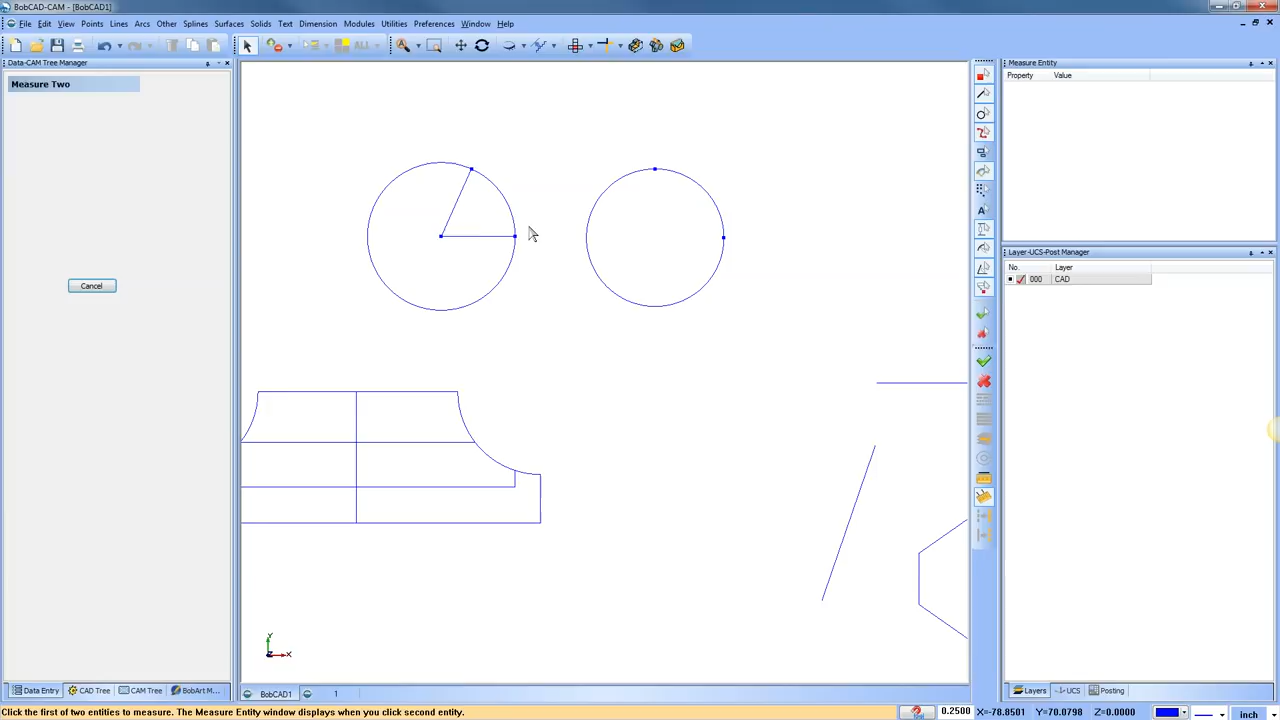 BobCAD-CAM - [BobCAD1]
File Edit View Points Lines Arcs Other Splines Surfaces Solids Text Dimension Modules Utilities Preferences Window Help
ALL
Data-CAM Tree Manager
Measure Two
Cancel
Measure Entity
Property Value
Layer-UCS-Post Manager
No. Layer
000 CAD
A
Y
Z X
Data Entry CAD Tree CAM Tree BobArt M...
BobCAD1 1
Layers UCS Posting
Click the first of two entities to measure. The Measure Entity window displays when you click second entity.
0.2500 X=-78.8501 Y=70.0798 Z=0.0000 inch